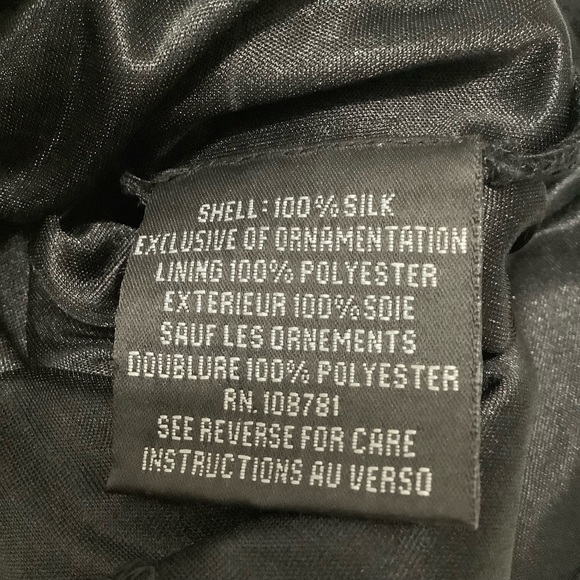 SHELL: 100% SILK
EXCLUSIVE OF ORNAMENTATION
LINING 100% POLYESTER
EXTERIEUR 100% SOIE
SAUF LES ORNEMENTS
DOUBLURE 100% POLYESTER
RN. 108781
SEE REVERSE FOR CARE
INSTRUCTIONS AU VERSO